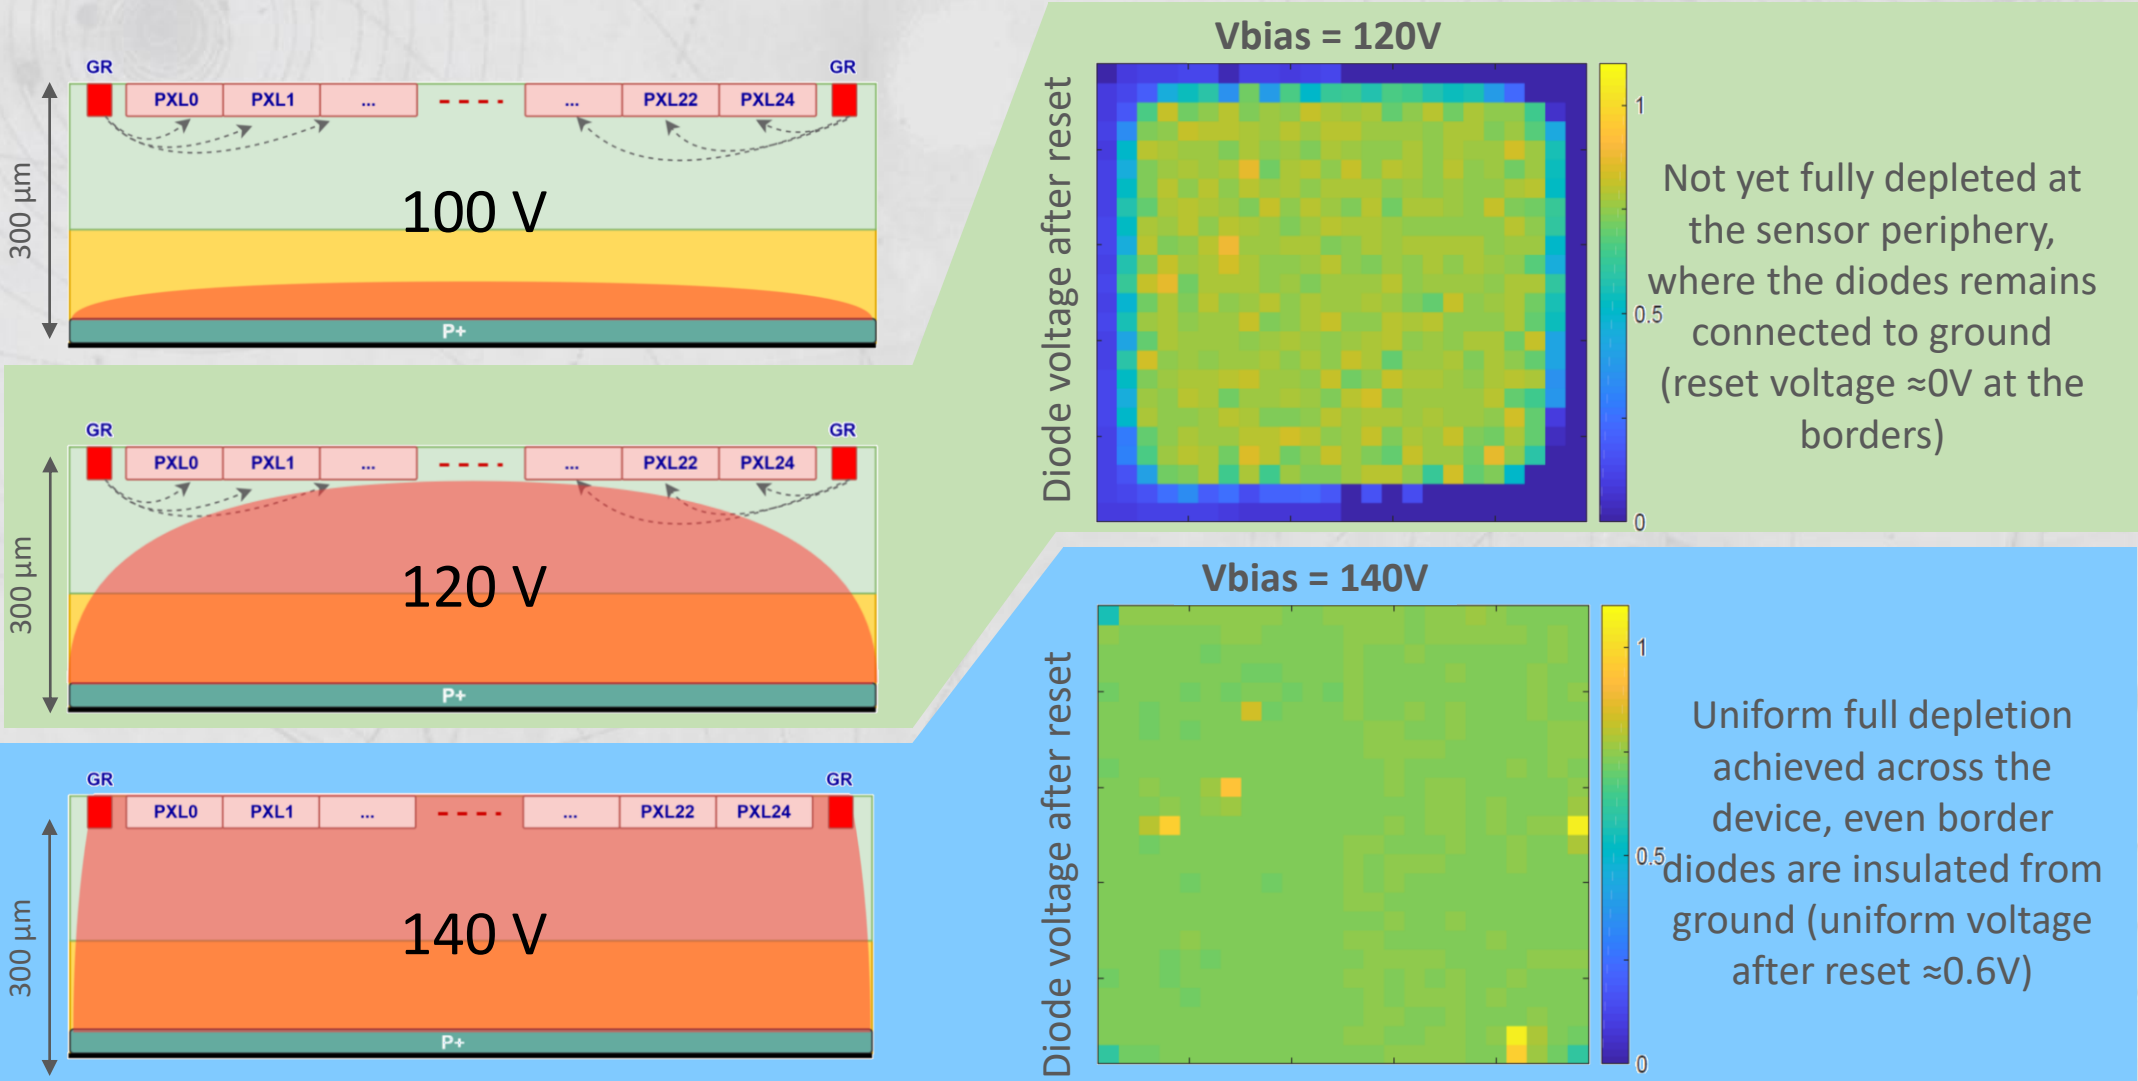 GR GR
PXL0 PXL1 ... ... PXL22 PXL24
300 µm
100 V
P+
GR GR
PXL0 PXL1 ... ... PXL22 PXL24
300 µm
120 V
P+
GR GR
PXL0 PXL1 ... ... PXL22 PXL24
300 µm
140 V
P+
Vbias = 120V
Diode voltage after reset
1
0.5
0
Not yet fully depleted at
the sensor periphery,
where the diodes remains
connected to ground
(reset voltage ≈0V at the
borders)
Vbias = 140V
Diode voltage after reset
1
0.5
0
Uniform full depletion
achieved across the
device, even border
diodes are insulated from
ground (uniform voltage
after reset ≈0.6V)